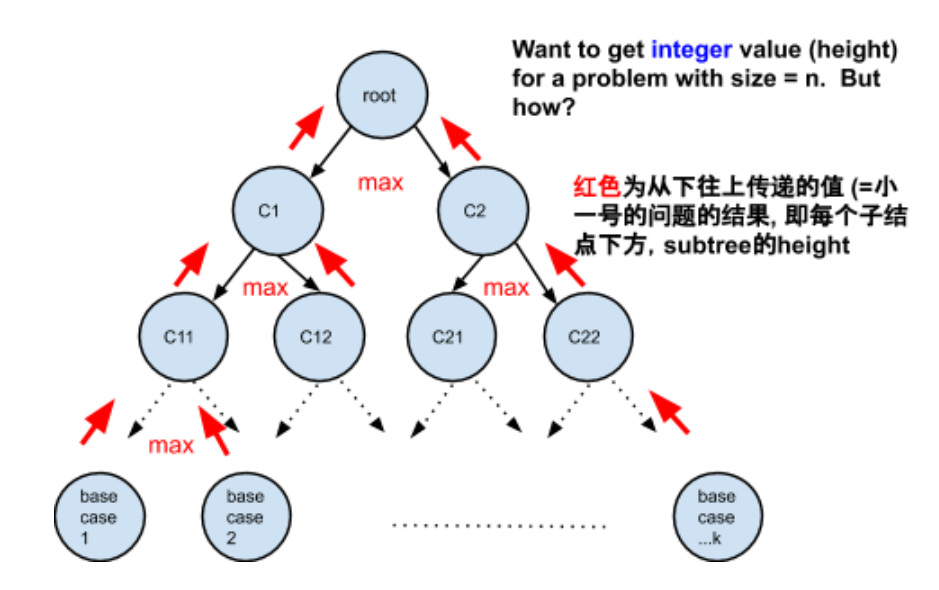 Want to get integer value (height)
for a problem with size = n.  But
how?
root
max
红色为从下往上传递的值 (=小
一号的问题的结果, 即每个子结
点下方, subtree的height
C1
C2
max
max
C11
C12
C21
C22
max
base
case
1
base
case
2
base
case
...k